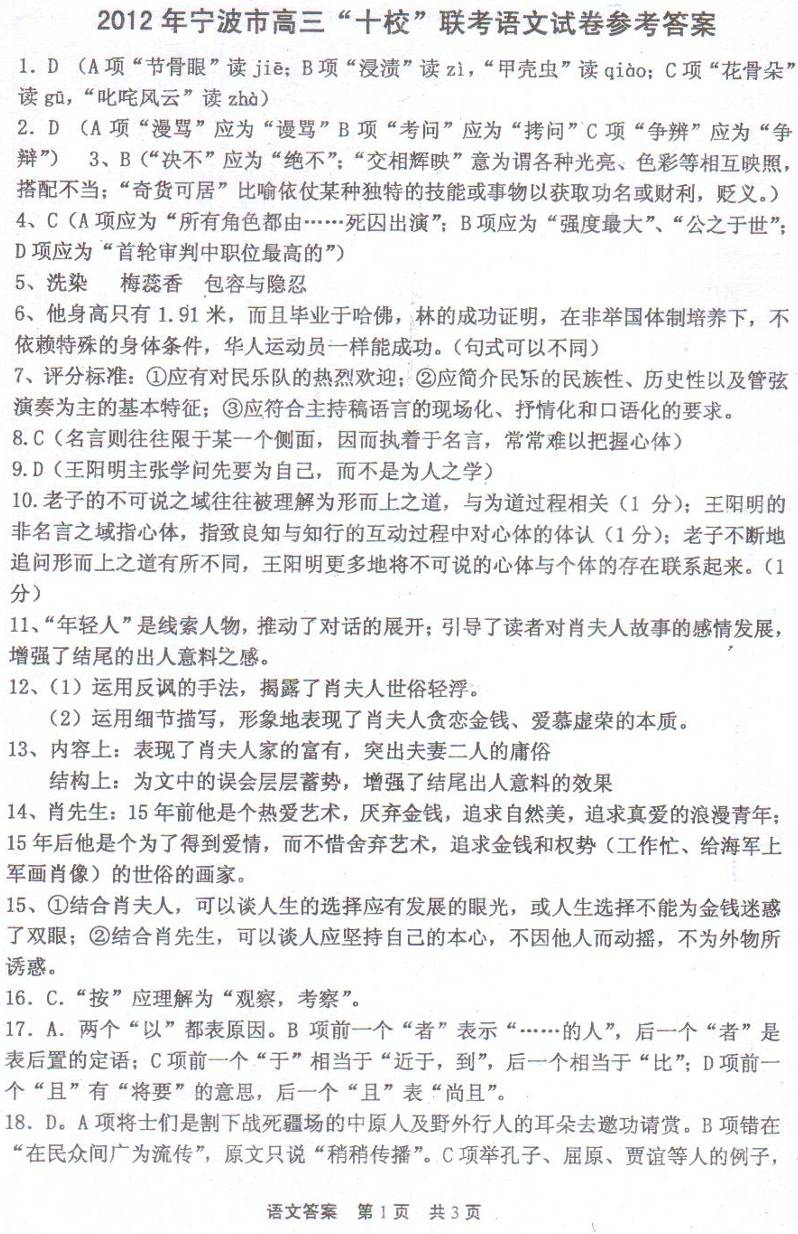 2012 年宁波市高三“十校”联考语文试卷参考答案
1. D （A 项“节骨眼”读 jiē；B 项“浸渍”读 zì，“甲壳虫”读 qiào；C 项“花骨朵”
读 gū，“叱咤风云”读 zhà）
2. D （A 项“漫骂”应为“谩骂”B 项“考问”应为“拷问”C 项“争辨”应为“争
辩”） 3、B（“决不”应为“绝不”；“交相辉映”意为谓各种光亮、色彩等相互映照，
搭配不当；“奇货可居”比喻依仗某种独特的技能或事物以获取功名或财利，贬义。）
4、C（A 项应为“所有角色都由……死囚出演”；B 项应为“强度最大”、“公之于世”；
D 项应为“首轮审判中职位最高的”）
5、洗染 梅蕊香 包容与隐忍
6、他身高只有 1.91 米，而且毕业于哈佛，林的成功证明，在非举国体制培养下，不
依赖特殊的身体条件，华人运动员一样能成功。（句式可以不同）
7、评分标准：①应有对民乐队的热烈欢迎；②应简介民乐的民族性、历史性以及管弦
演奏为主的基本特征；③应符合主持稿语言的现场化、抒情化和口语化的要求。
8.C（名言则往往限于某一个侧面，因而执着于名言，常常难以把握心体）
9.D（王阳明主张学问先要为自己，而不是为人之学）
10.老子的不可说之域往往被理解为形而上之道，与为道过程相关（1 分）；王阳明的
非名言之域指心体，指致良知与知行的互动过程中对心体的体认（1 分）；老子不断地
追问形而上之道有所不同，王阳明更多地将不可说的心体与个体的存在联系起来。（1
分）
11、“年轻人”是线索人物，推动了对话的展开；引导了读者对肖夫人故事的感情发展，
增强了结尾的出人意料之感。
12、（1）运用反讽的手法，揭露了肖夫人世俗轻浮。
（2）运用细节描写，形象地表现了肖夫人贪恋金钱、爱慕虚荣的本质。
13、内容上：表现了肖夫人家的富有，突出夫妻二人的庸俗
结构上：为文中的误会层层蓄势，增强了结尾出人意料的效果
14、肖先生：15 年前他是个热爱艺术，厌弃金钱，追求自然美，追求真爱的浪漫青年；
15 年后他是个为了得到爱情，而不惜舍弃艺术，追求金钱和权势（工作忙、给海军上
军画肖像）的世俗的画家。
15、①结合肖夫人，可以谈人生的选择应有发展的眼光，或人生选择不能为金钱迷惑
了双眼；②结合肖先生，可以谈人应坚持自己的本心，不因他人而动摇，不为外物所
诱惑。
16. C.“按”应理解为“观察，考察”。
17. A. 两个“以”都表原因。B 项前一个“者”表示“……的人”，后一个“者”是
表后置的定语；C 项前一个“于”相当于“近于，到”，后一个相当于“比”；D 项前一
个“且”有“将要”的意思，后一个“且”表“尚且”。
18. D。A 项将士们是割下战死疆场的中原人及野外行人的耳朵去邀功请赏。B 项错在
“在民众间广为流传”，原文只说“稍稍传播”。C 项举孔子、屈原、贾谊等人的例子，
语文答案 第 1 页 共 3 页